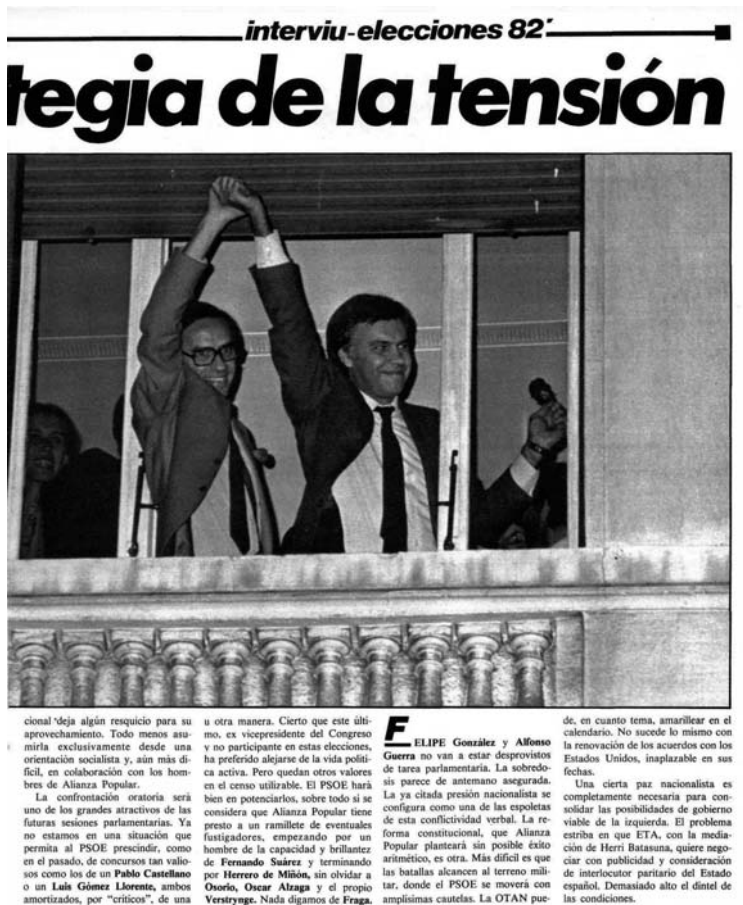 interviu-elecciones 82´
tegia de la tensión
cional deja algún resquicio para su
aprovechamiento. Todo menos asu-
mirla exclusivamente desde una
orientación socialista y, aún más di-
fícil, en colaboración con los hom-
bres de Alianza Popular.
La confrontación oratoria será
uno de los grandes atractivos de las
futuras sesiones parlamentarias. Ya
no estamos en una situación que
permita al PSOE prescindir, como
en el pasado, de concursos tan valio-
sos como los de un Pablo Castellano
o un Luis Gómez Llorente, ambos
amortizados, por "críticos", de una
u otra manera. Cierto que este últi-
mo, ex vicepresidente del Congreso
y no participante en estas elecciones,
ha preferido alejarse de la vida políti-
ca activa. Pero quedan otros valores
en el censo utilizable. El PSOE hará
bien en potenciarlos, sobre todo si se
considera que Alianza Popular tiene
presto a un ramillete de eventuales
fustigadores, empezando por un
hombre de la capacidad y brillantez
de Fernando Suárez y terminando
por Herrero de Miñón, sin olvidar a
Osorio, Oscar Alzaga y el propio
Verstrynge. Nada digamos de Fraga,
FELIPE González y Alfonso
Guerra no van a estar desprovistos
de tarea parlamentaria. La sobredo-
sis parece de antemano asegurada.
La ya citada presión nacionalista se
configura como una de las espoletas
de esta conflictividad verbal. La re-
forma constitucional, que Alianza
Popular planteará sin posible éxito
aritmético, es otra. Más difícil es que
las batallas alcancen al terreno mili-
tar, donde el PSOE se moverá con
amplísimas cautelas. La OTAN pue-
de, en cuanto tema, amarillear en el
calendario. No sucede lo mismo con
la renovación de los acuerdos con los
Estados Unidos, inaplazable en sus
fechas.
Una cierta paz nacionalista es
completamente necesaria para con-
solidar las posibilidades de gobierno
viable de la izquierda. El problema
estriba en que ETA, con la media-
ción de Herri Batasuna, quiere nego-
ciar con publicidad y consideración
de interlocutor paritario del Estado
español. Demasiado alto el dintel de
las condiciones.